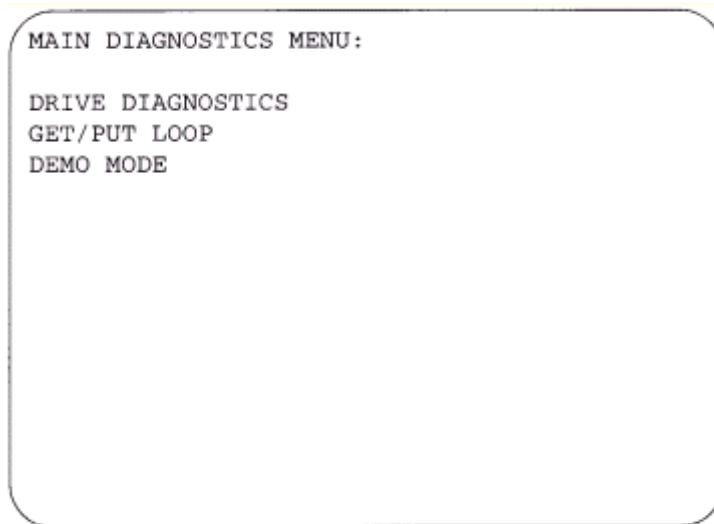 MAIN DIAGNOSTICS MENU:
DRIVE DIAGNOSTICS
GET/PUT LOOP
DEMO MODE